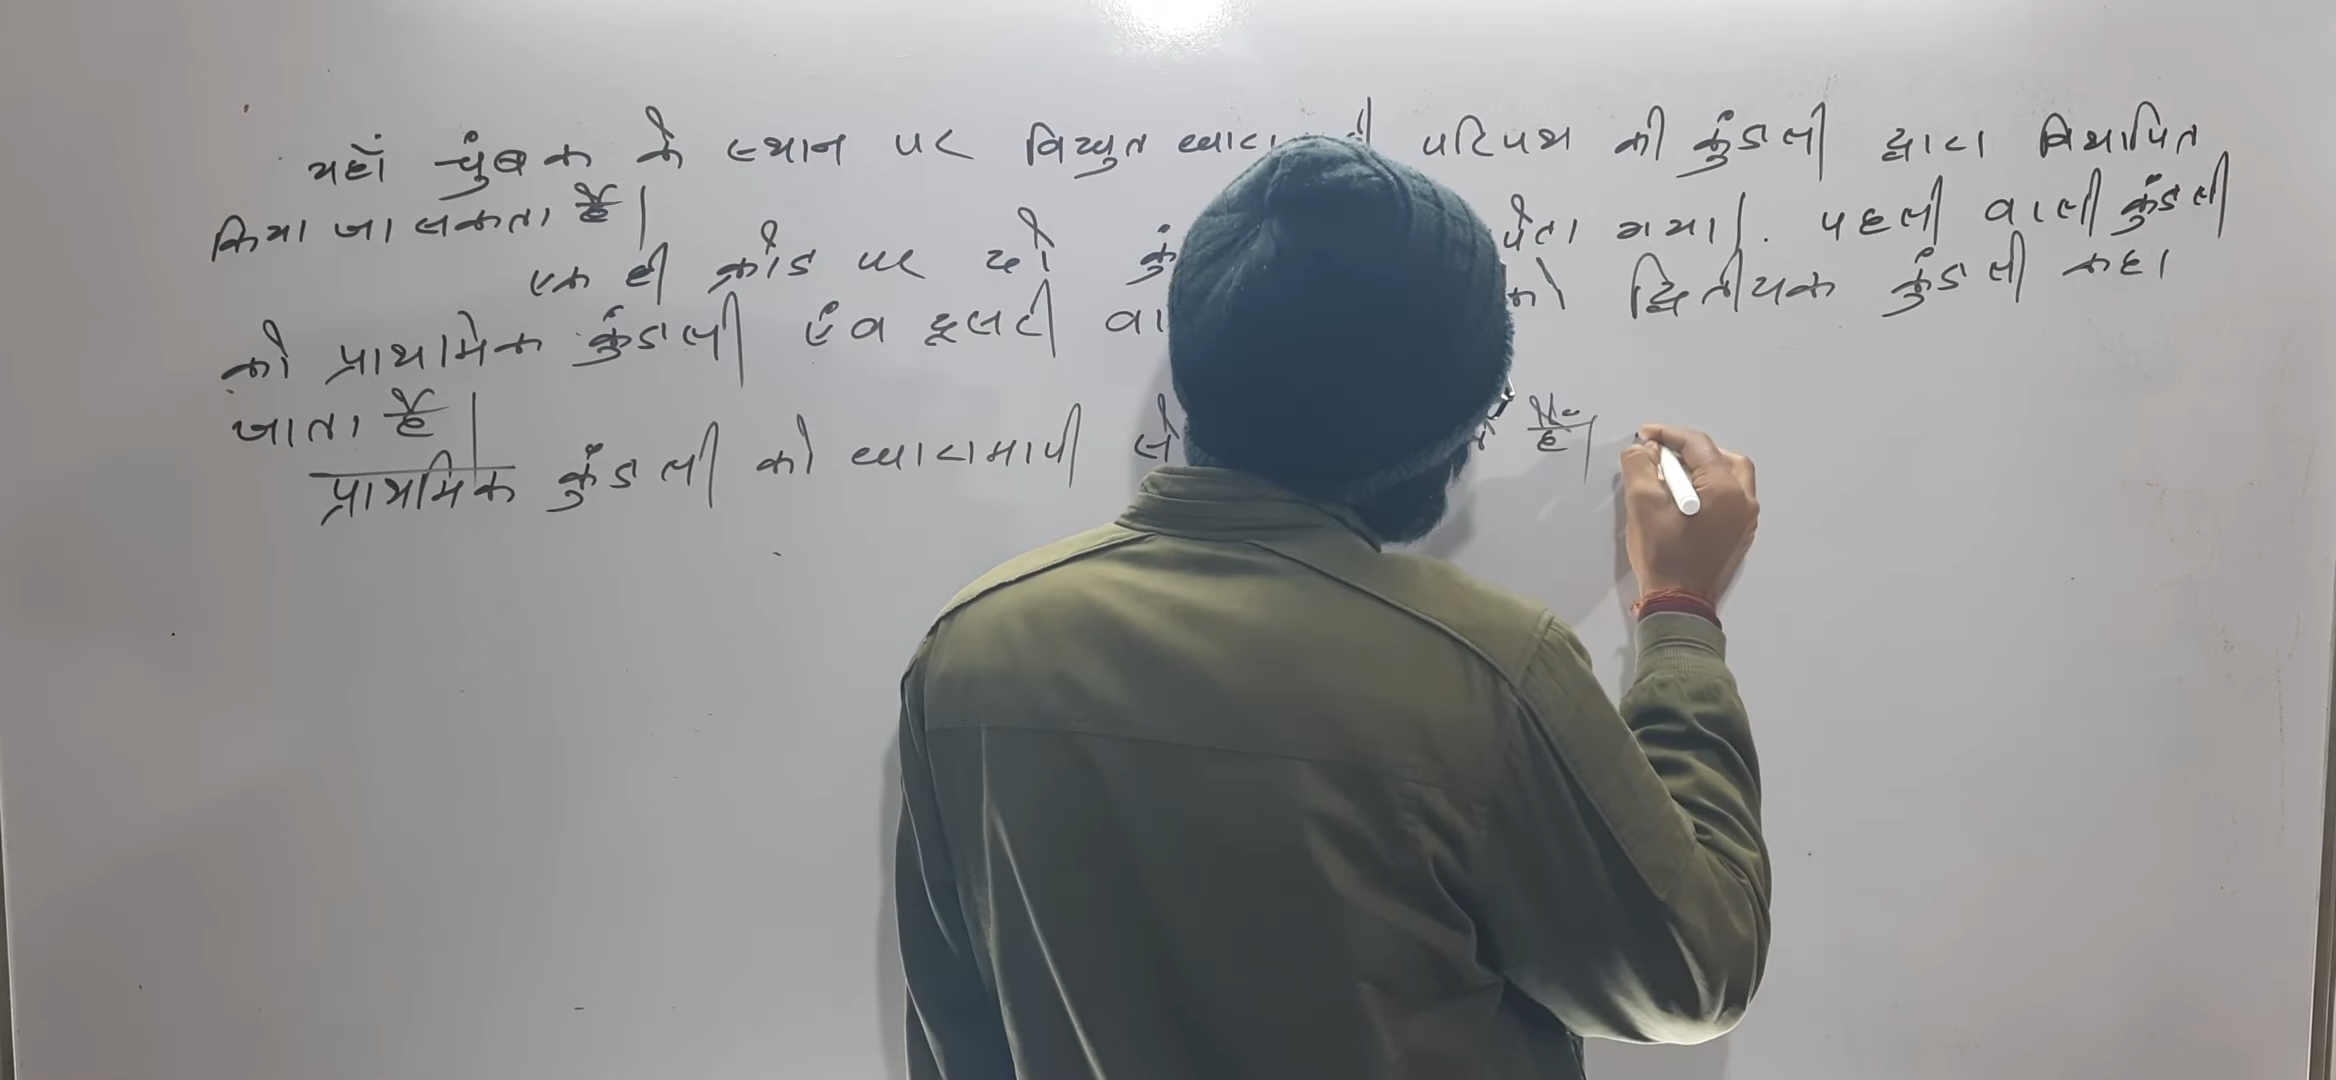 यहाँ चुंबक के स्थान पर विद्युत धारा परिपथ की कुंडली द्वारा विथापित
किया जा सकता है।
एक ही क्रोड पर दो गया। पहली वाली कुंडली
को प्राथमिक कुंडली एंव दूसरी को द्वितीयक कुंडली कहा
जाता है।
प्राथमिक कुंडली को धारामापी से है।